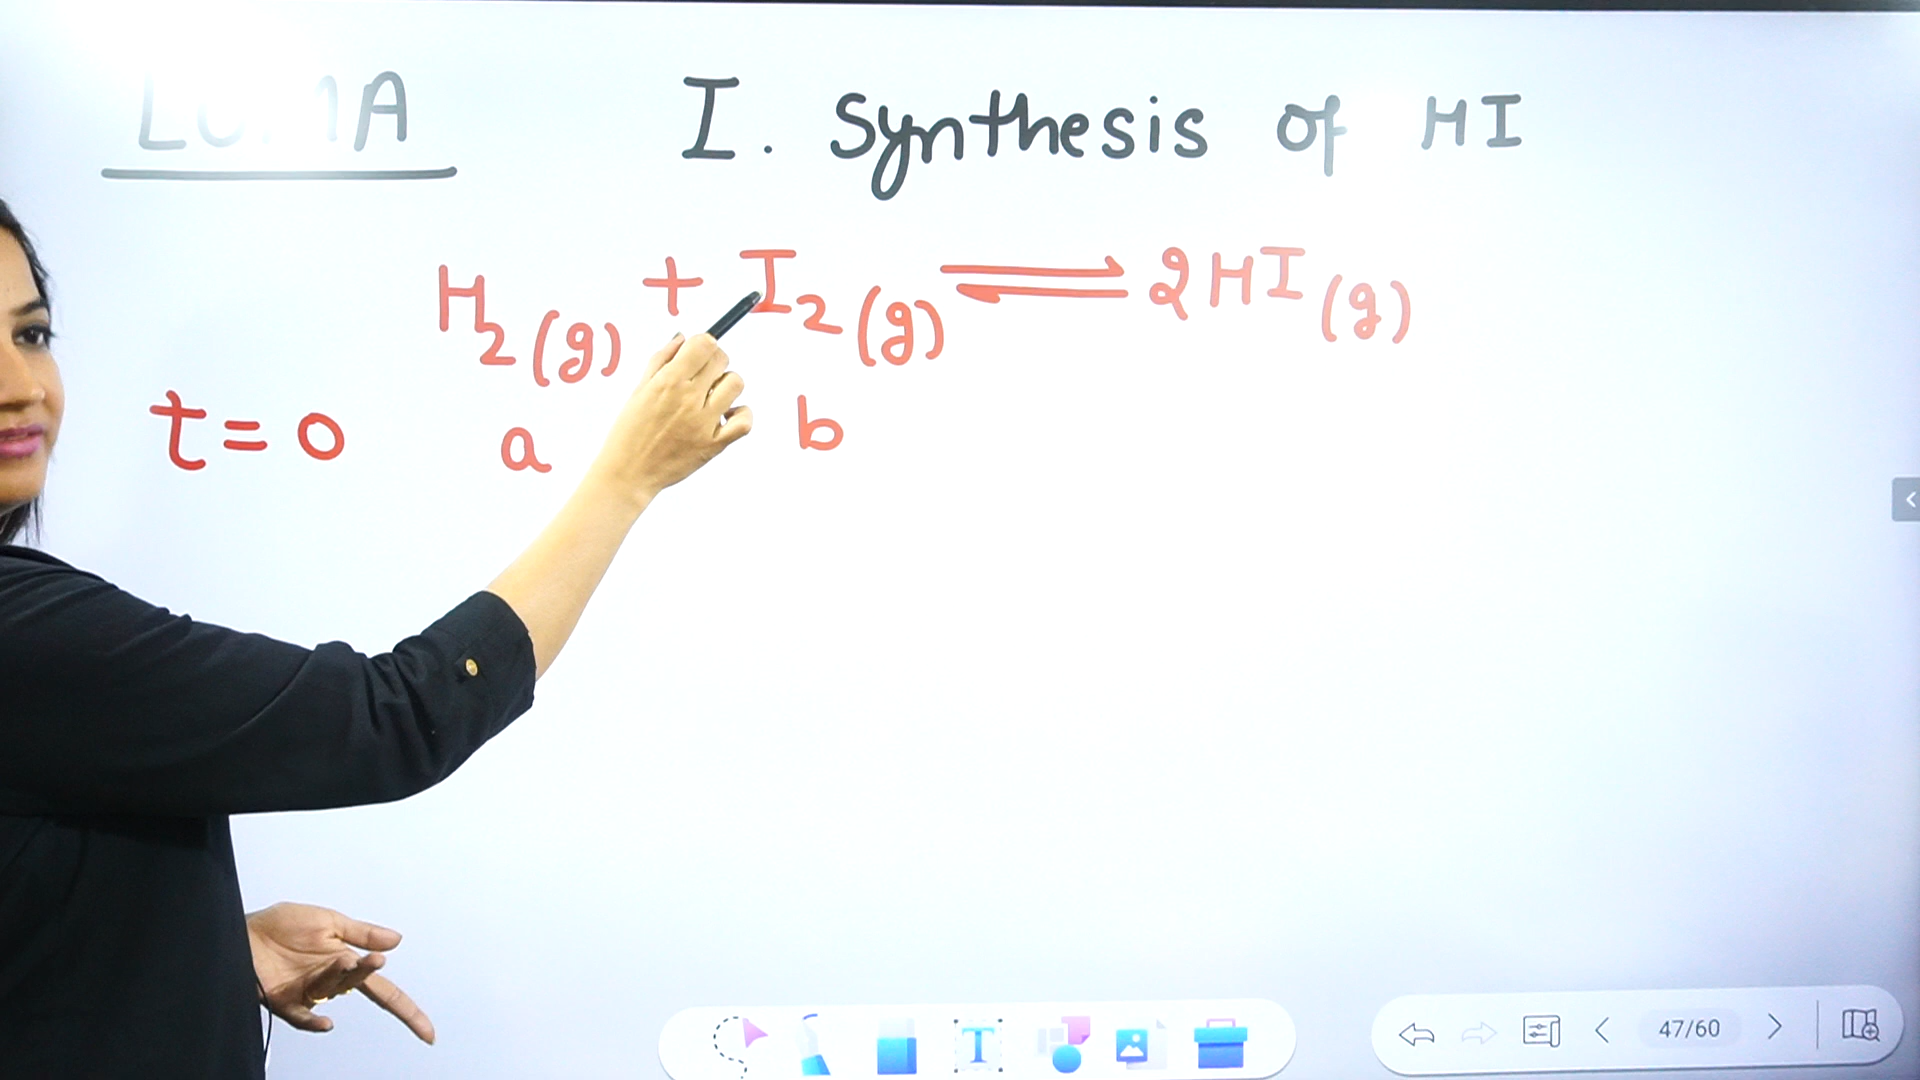 I. Synthesis of HI
H₂(g) + I₂(g) ⇌ 2HI(g)
t=0 a b
T
47/60